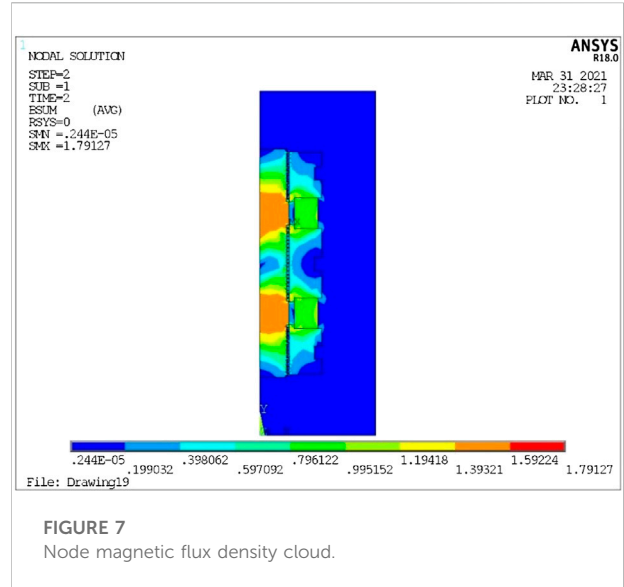 1
NODAL SOLUTION
STEP=2
SUB =1
TIME=2
BSUM (AVG)
RSYS=0
SMN =.244E-05
SMX =1.79127
ANSYS
R18.0
MAR 31 2021
23:28:27
PLOT NO. 1
MX
Y
.244E-05 .398062 .796122 1.19418 1.59224
.199032 .597092 .995152 1.39321 1.79127
File: Drawing19
FIGURE 7
Node magnetic flux density cloud.